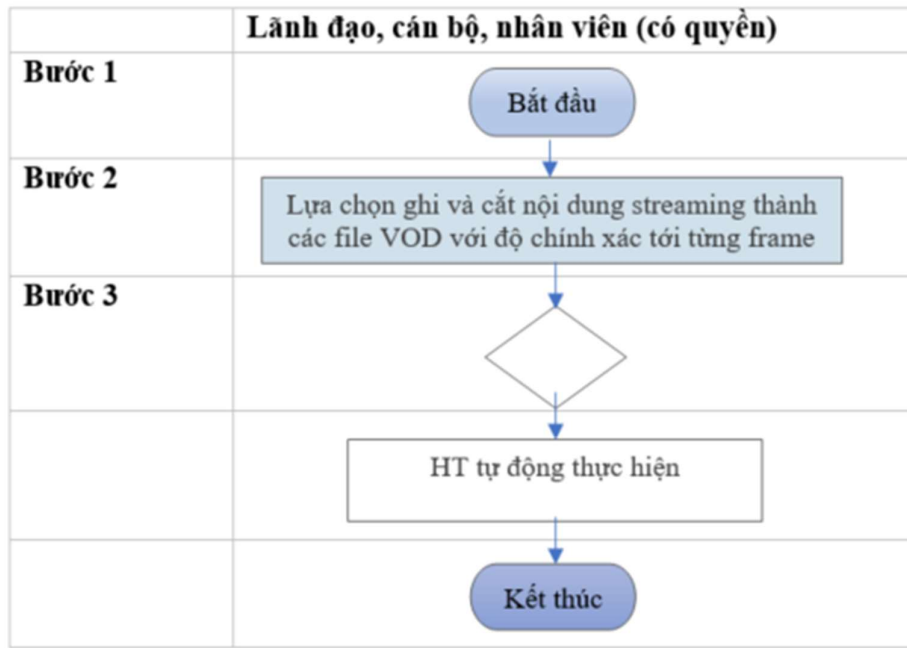 Lãnh đạo, cán bộ, nhân viên (có quyền)
Bước 1
Bắt đầu
Bước 2
Lựa chọn ghi và cắt nội dung streaming thành
các file VOD với độ chính xác tới từng frame
Bước 3
HT tự động thực hiện
Kết thúc